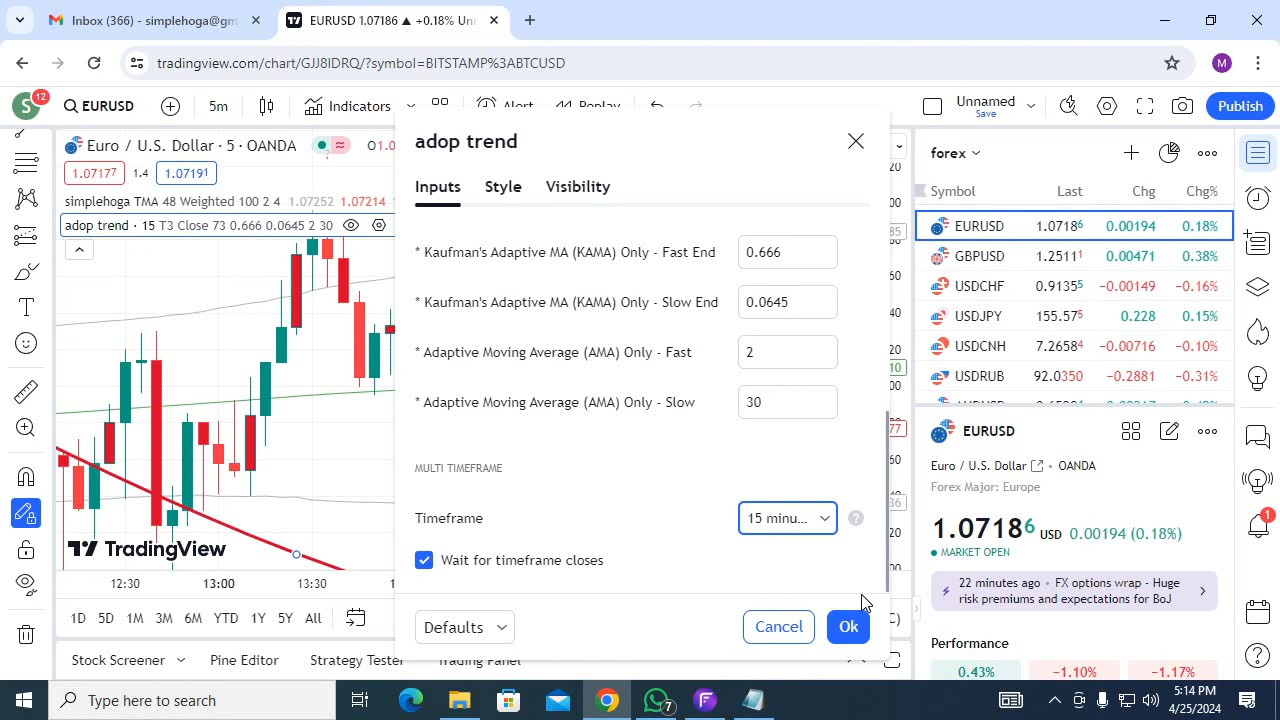 Inbox (366) - simplehoga@gm
EURUSD 1.07186 ▲ +0.18% Un
tradingview.com/chart/GJJ8IDRQ/?symbol=BITSTAMP%3ABTCUSD
M
S
12
EURUSD
5m
Indicators
Alert
Replay
Unnamed
Save
Publish
Euro / U.S. Dollar · 5 · OANDA
O1.0
1.07177
1.4
1.07191
simplehoga TMA 48 Weighted 100 2 4 1.07252 1.07214
adop trend · 15 T3 Close 73 0.666 0.0645 2 30
TradingView
12:30
13:00
13:30
1D 5D 1M 3M 6M YTD 1Y 5Y All
Stock Screener
Pine Editor
Strategy Tester
Trading Panel
adop trend
Inputs
Style
Visibility
* Kaufman's Adaptive MA (KAMA) Only - Fast End
0.666
* Kaufman's Adaptive MA (KAMA) Only - Slow End
0.0645
* Adaptive Moving Average (AMA) Only - Fast
2
* Adaptive Moving Average (AMA) Only - Slow
30
MULTI TIMEFRAME
Timeframe
15 minu...
Wait for timeframe closes
Defaults
Cancel
Ok
forex
Symbol Last Chg Chg%
EURUSD 1.07186 0.00194 0.18%
GBPUSD 1.25111 0.00471 0.38%
USDCHF 0.91355 −0.00149 −0.16%
USDJPY 155.575 0.228 0.15%
USDCNH 7.26584 −0.00716 −0.10%
USDRUB 92.0350 −0.2881 −0.31%
EURUSD
Euro / U.S. Dollar • OANDA
Forex Major: Europe
1.07186 USD 0.00194 (0.18%)
MARKET OPEN
22 minutes ago • FX options wrap - Huge
risk premiums and expectations for BoJ
Performance
0.43%
−1.10%
−1.17%
1
Type here to search
7
5:14 PM
4/25/2024